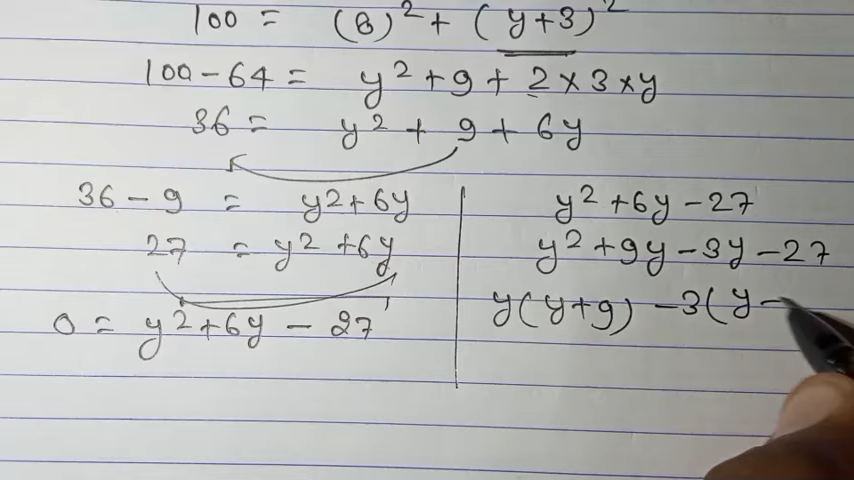 100 = (8)² + (y+3)²
100 - 64 = y² + 9 + 2 × 3 × y
36 = y² + 9 + 6y
36 - 9 = y² + 6y
27 = y² + 6y
0 = y² + 6y - 27
y² + 6y - 27
y² + 9y - 3y - 27
y(y+9) - 3(y -